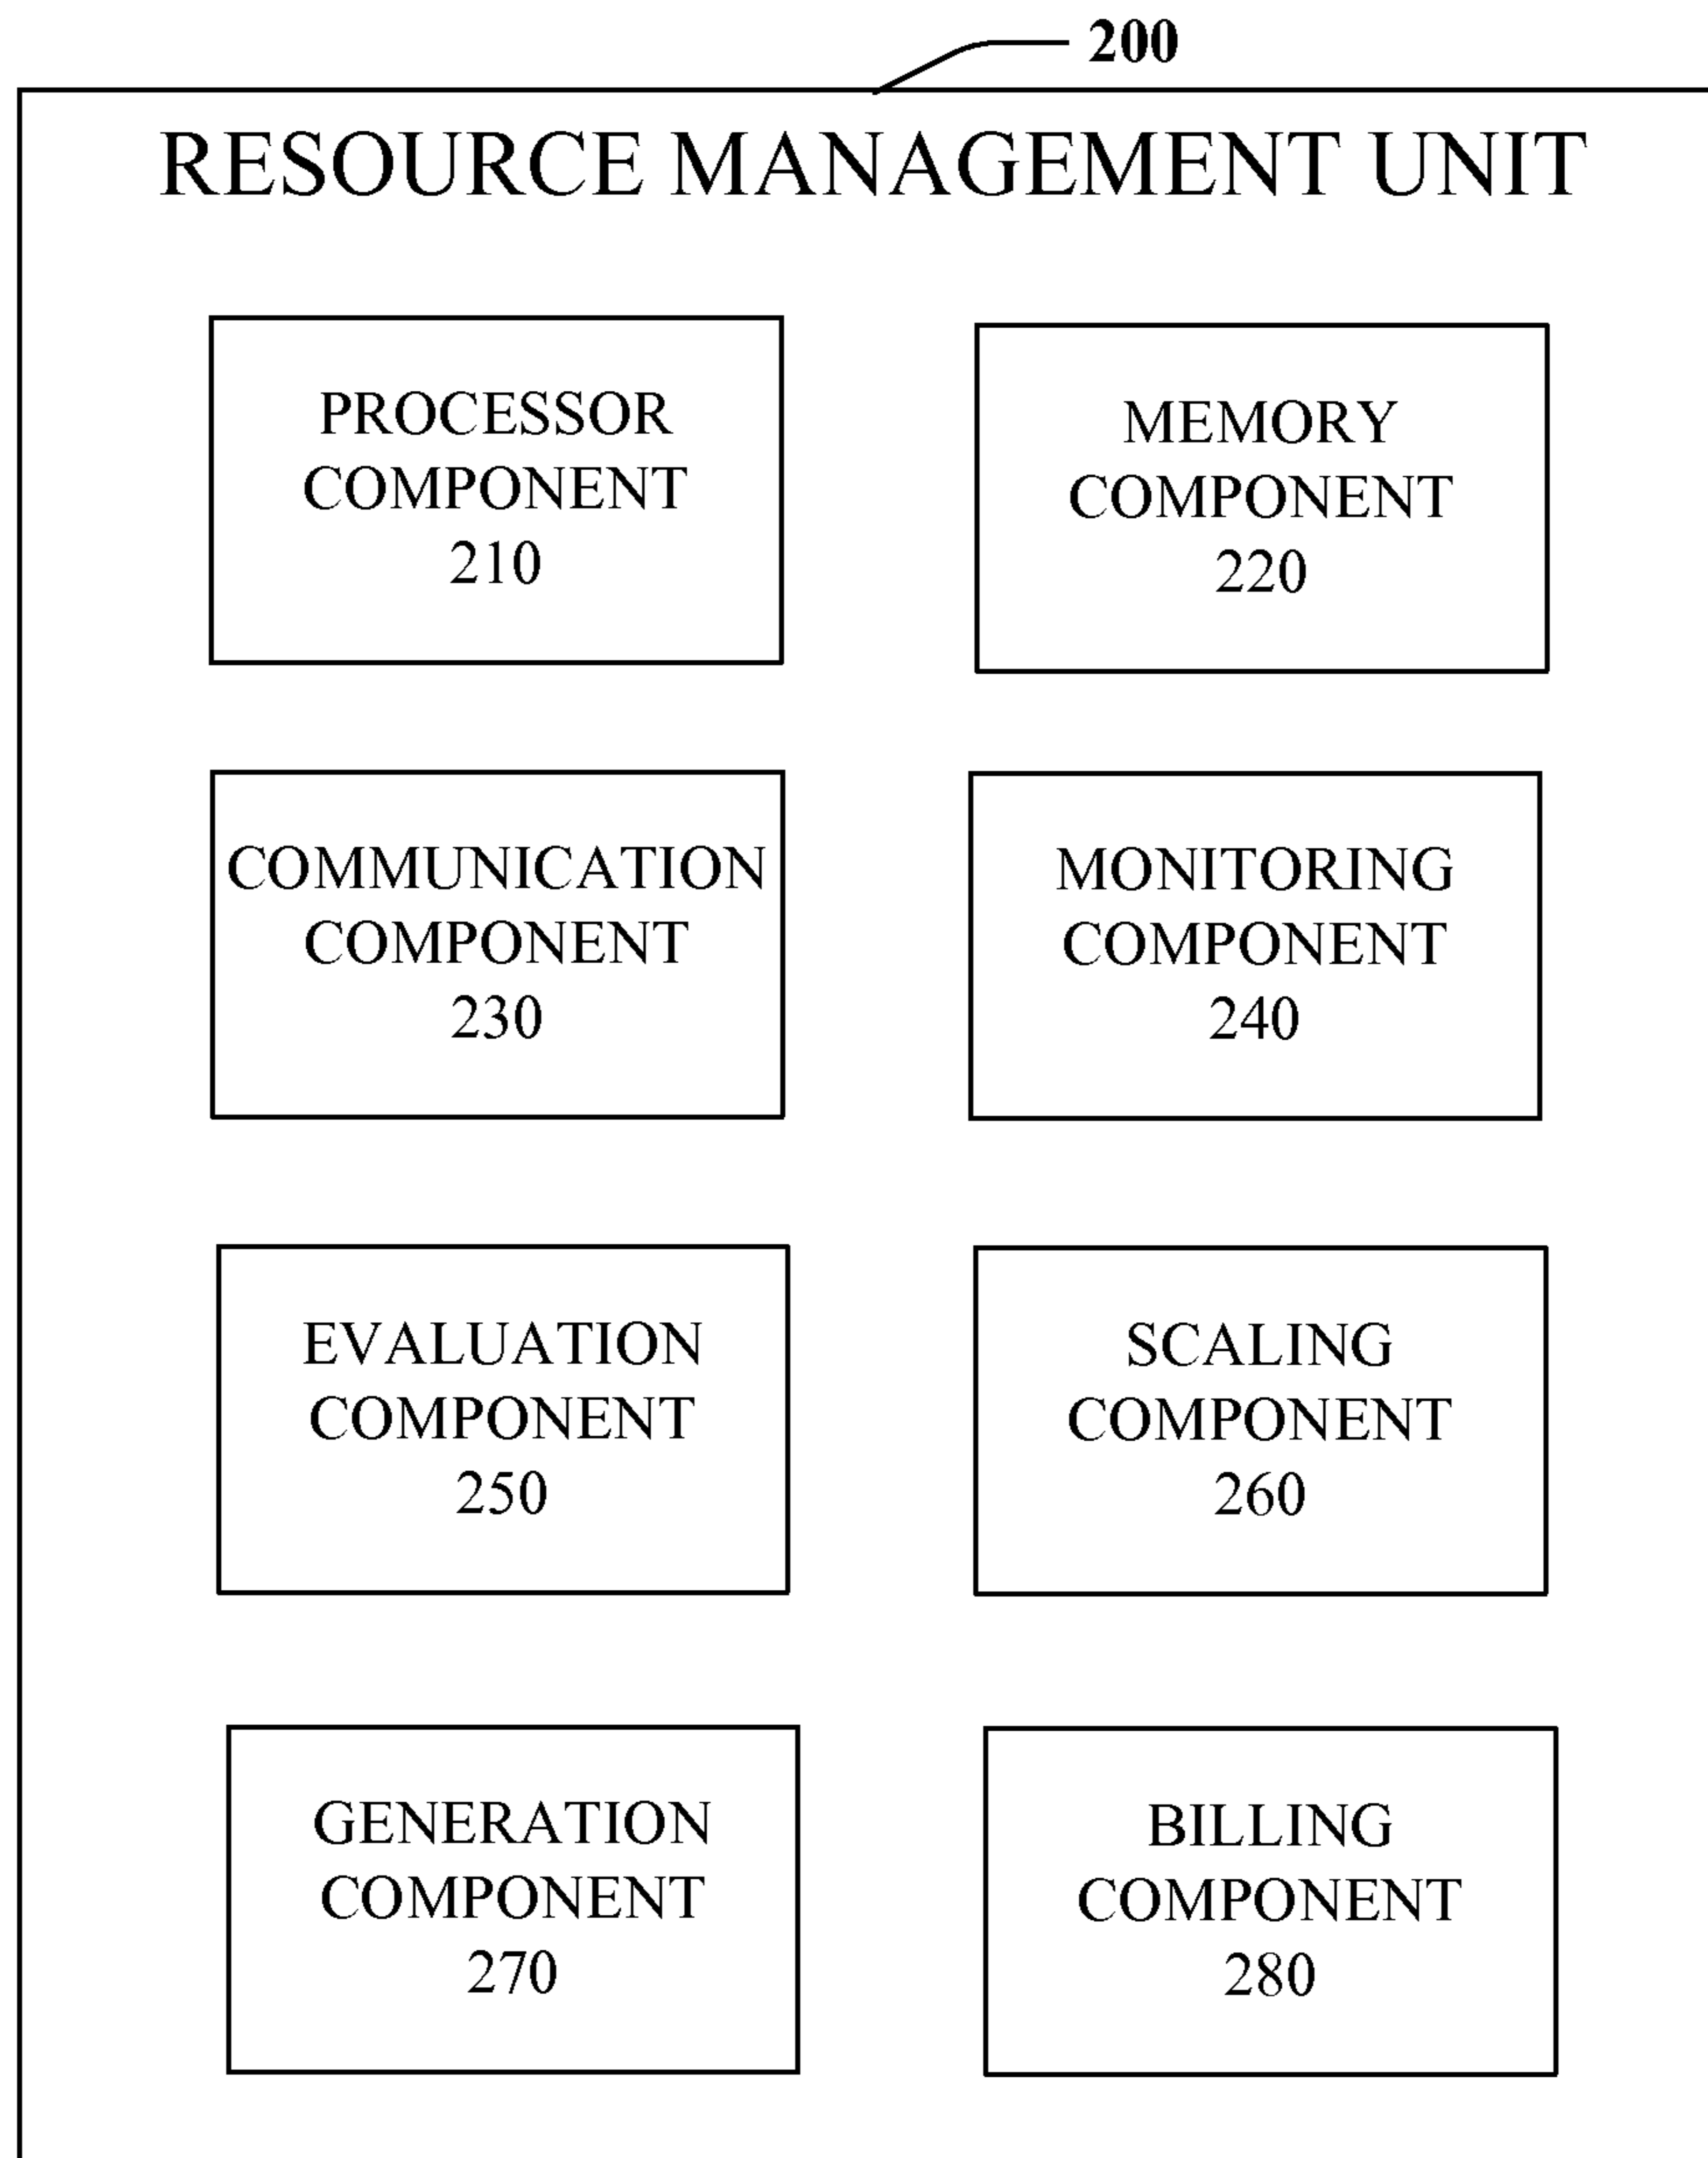 200
RESOURCE MANAGEMENT UNIT
PROCESSOR
COMPONENT
210
MEMORY
COMPONENT
220
COMMUNICATION
COMPONENT
230
MONITORING
COMPONENT
240
EVALUATION
COMPONENT
250
SCALING
COMPONENT
260
GENERATION
COMPONENT
270
BILLING
COMPONENT
280